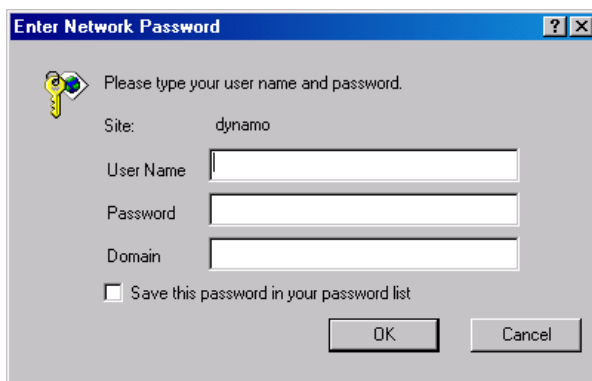 Enter Network Password
Please type your user name and password.
Site: dynamo
User Name
Password
Domain
Save this password in your password list
OK Cancel